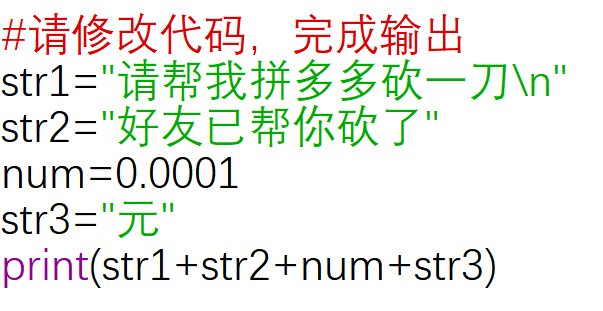 #请修改代码，完成输出
str1="请帮我拼多多砍一刀\n"
str2="好友已帮你砍了"
num=0.0001
str3="元"
print(str1+str2+num+str3)